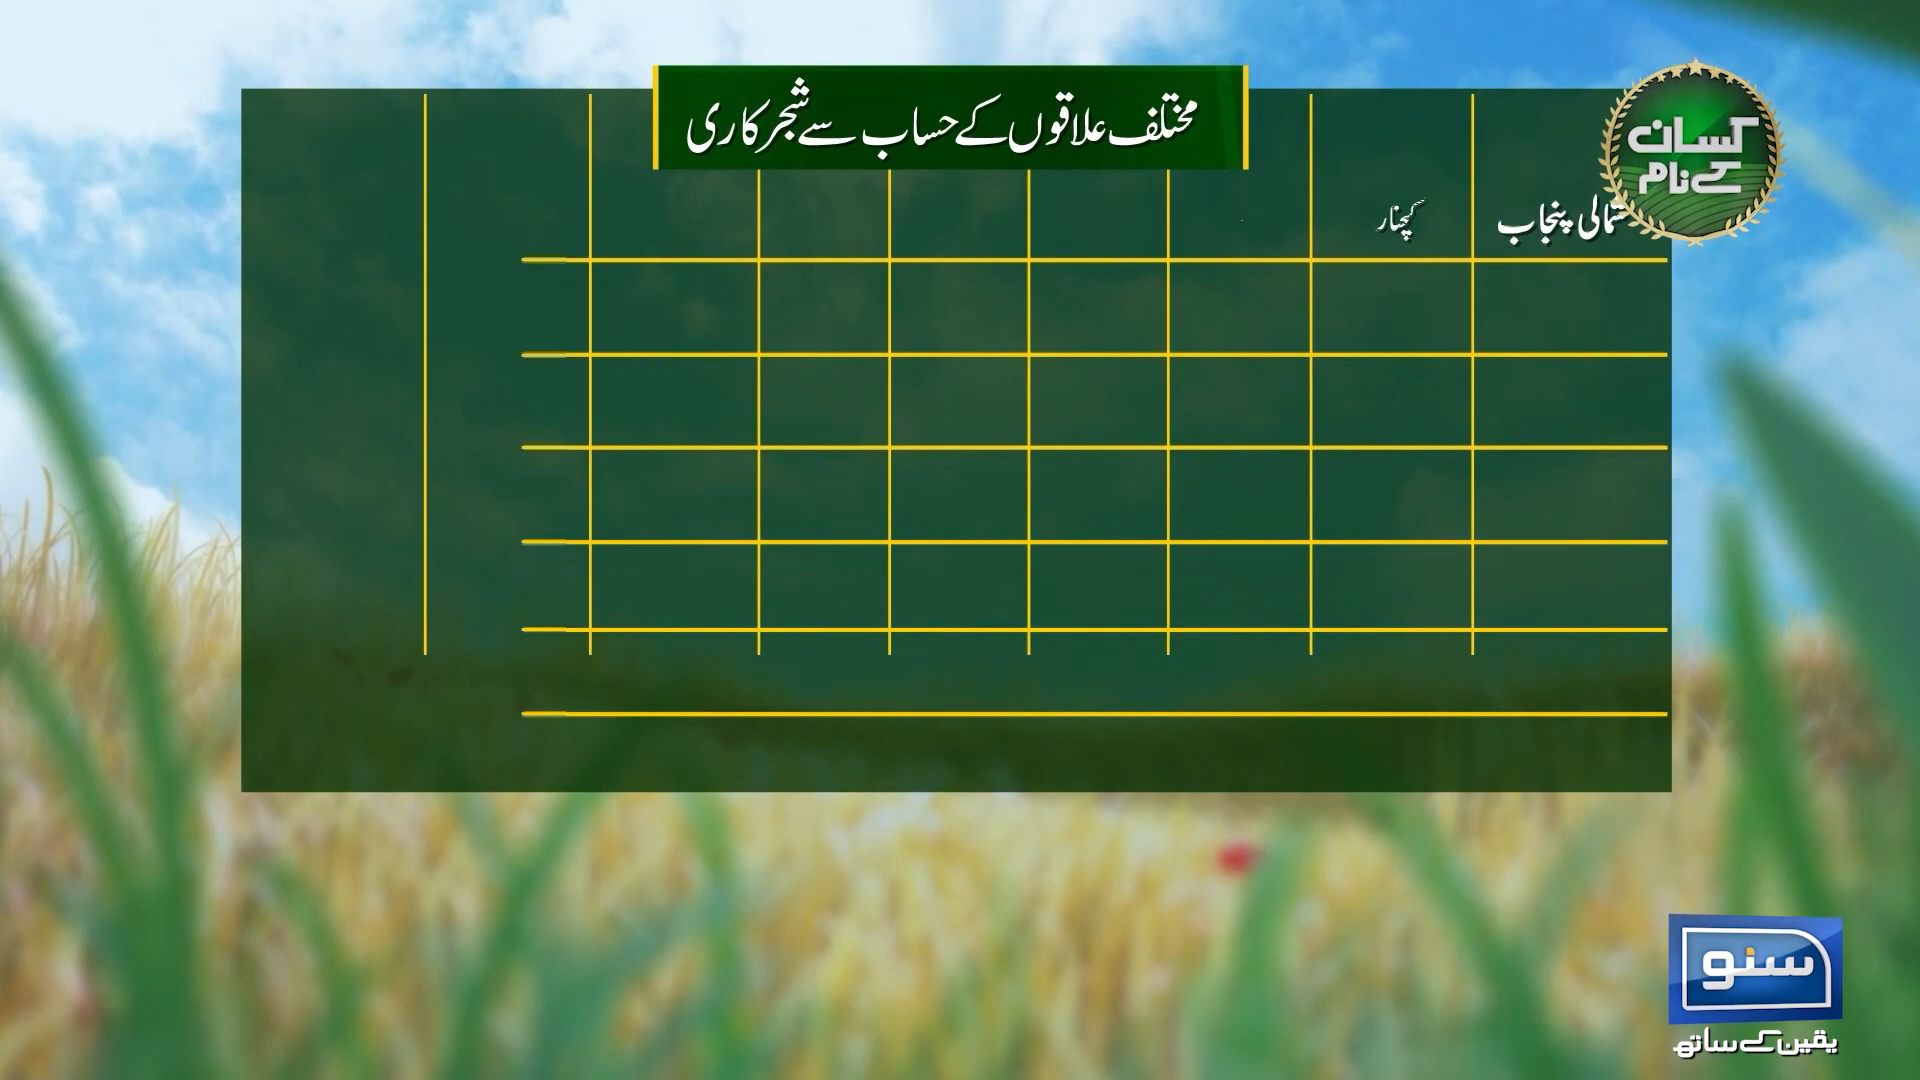 مختلف علاقوں کے حساب سے شجرکاری
کسان
کے نام
شمالی پنجاب
کچنار
سنو
یقین کے ساتھ